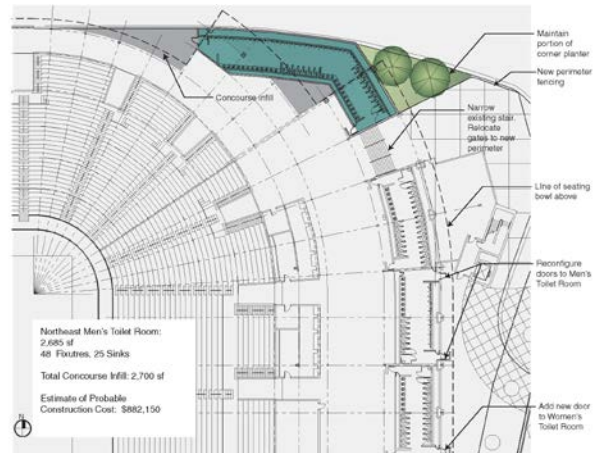 Maintain
portion of
corner planter
New perimeter
fencing
Concourse Infill
Narrow
existing stair.
Relocate
gates to new
perimeter
Line of seating
bowl above
Reconfigure
doors to Men's
Toilet Room
Add new door
to Women's
Toilet Room
Northeast Men's Toilet Room:
2,685 sf
48 Fixutres, 25 Sinks
Total Concourse Infill: 2,700 sf
Estimate of Probable
Construction Cost: $882,150
N